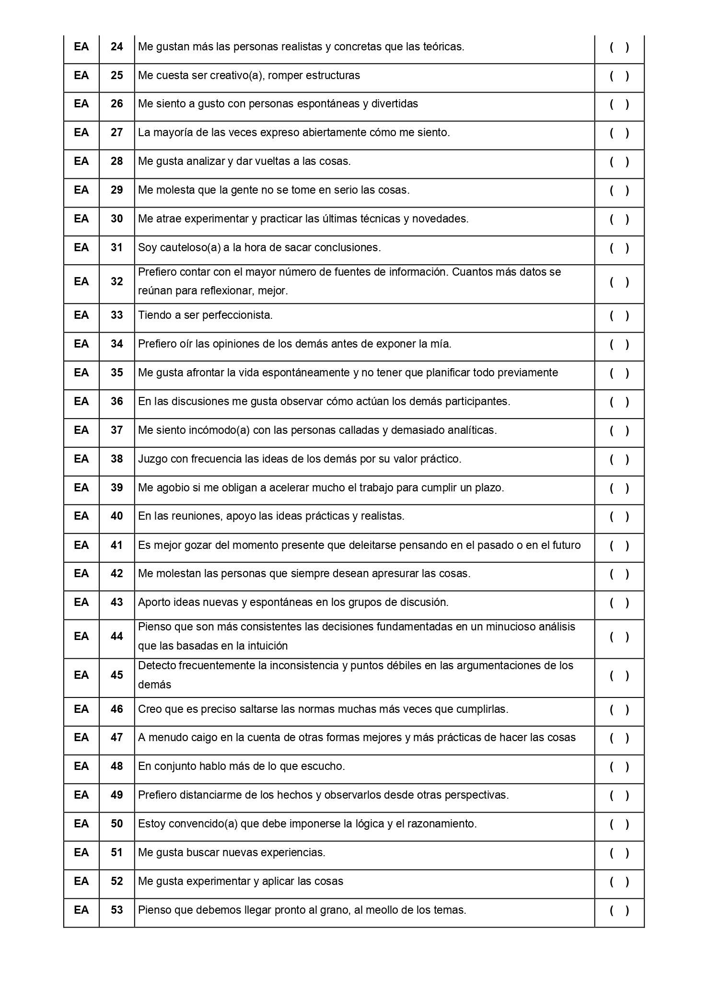 EA 24 Me gustan más las personas realistas y concretas que las teóricas. ( )
EA 25 Me cuesta ser creativo(a), romper estructuras ( )
EA 26 Me siento a gusto con personas espontáneas y divertidas ( )
EA 27 La mayoría de las veces expreso abiertamente cómo me siento. ( )
EA 28 Me gusta analizar y dar vueltas a las cosas. ( )
EA 29 Me molesta que la gente no se tome en serio las cosas. ( )
EA 30 Me atrae experimentar y practicar las últimas técnicas y novedades. ( )
EA 31 Soy cauteloso(a) a la hora de sacar conclusiones. ( )
EA 32 Prefiero contar con el mayor número de fuentes de información. Cuantos más datos se
reúnan para reflexionar, mejor. ( )
EA 33 Tiendo a ser perfeccionista. ( )
EA 34 Prefiero oír las opiniones de los demás antes de exponer la mía. ( )
EA 35 Me gusta afrontar la vida espontáneamente y no tener que planificar todo previamente ( )
EA 36 En las discusiones me gusta observar cómo actúan los demás participantes. ( )
EA 37 Me siento incómodo(a) con las personas calladas y demasiado analíticas. ( )
EA 38 Juzgo con frecuencia las ideas de los demás por su valor práctico. ( )
EA 39 Me agobio si me obligan a acelerar mucho el trabajo para cumplir un plazo. ( )
EA 40 En las reuniones, apoyo las ideas prácticas y realistas. ( )
EA 41 Es mejor gozar del momento presente que deleitarse pensando en el pasado o en el futuro ( )
EA 42 Me molestan las personas que siempre desean apresurar las cosas. ( )
EA 43 Aporto ideas nuevas y espontáneas en los grupos de discusión. ( )
EA 44 Pienso que son más consistentes las decisiones fundamentadas en un minucioso análisis
que las basadas en la intuición ( )
EA 45 Detecto frecuentemente la inconsistencia y puntos débiles en las argumentaciones de los
demás ( )
EA 46 Creo que es preciso saltarse las normas muchas más veces que cumplirlas. ( )
EA 47 A menudo caigo en la cuenta de otras formas mejores y más prácticas de hacer las cosas ( )
EA 48 En conjunto hablo más de lo que escucho. ( )
EA 49 Prefiero distanciarme de los hechos y observarlos desde otras perspectivas. ( )
EA 50 Estoy convencido(a) que debe imponerse la lógica y el razonamiento. ( )
EA 51 Me gusta buscar nuevas experiencias. ( )
EA 52 Me gusta experimentar y aplicar las cosas ( )
EA 53 Pienso que debemos llegar pronto al grano, al meollo de los temas. ( )